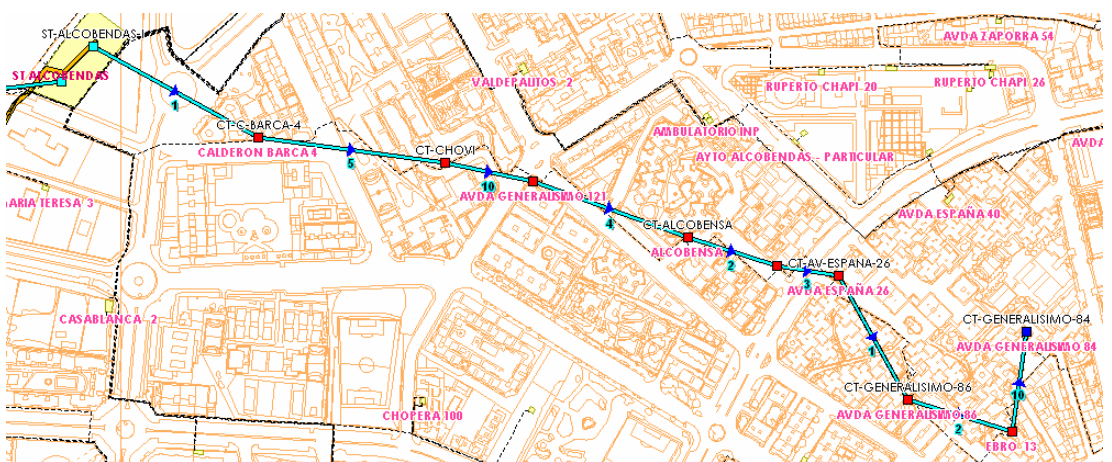 ST-ALCOBENDAS-I
AVDA ZAPORRA 54
ST ALCOBENDAS
VALDEPALITOS -2
RUPERTO CHAPI 20
RUPERTO CHAPI 26
1
CT-C-BARCA-4
AMBULATORIO INP
CALDERON BARCA 4
CT-CHOVI
AYTO ALCOBENDAS - PARTICULAR
AVDA
5
10
AVDA GENERALISIMO 121
ARIA TERESA 3
4
AVDA ESPAÑA 40
CT-ALCOBENSA
ALCOBENSA
2
CT-AV-ESPANA-26
3
AVDA ESPAÑA 26
CASABLANCA - 2
CT-GENERALISIMO-84
1
AVDA GENERALISIMO 84
CT-GENERALISIMO-86
10
CHOPERA 100
AVDA GENERALISIMO 86
2
EBRO 13